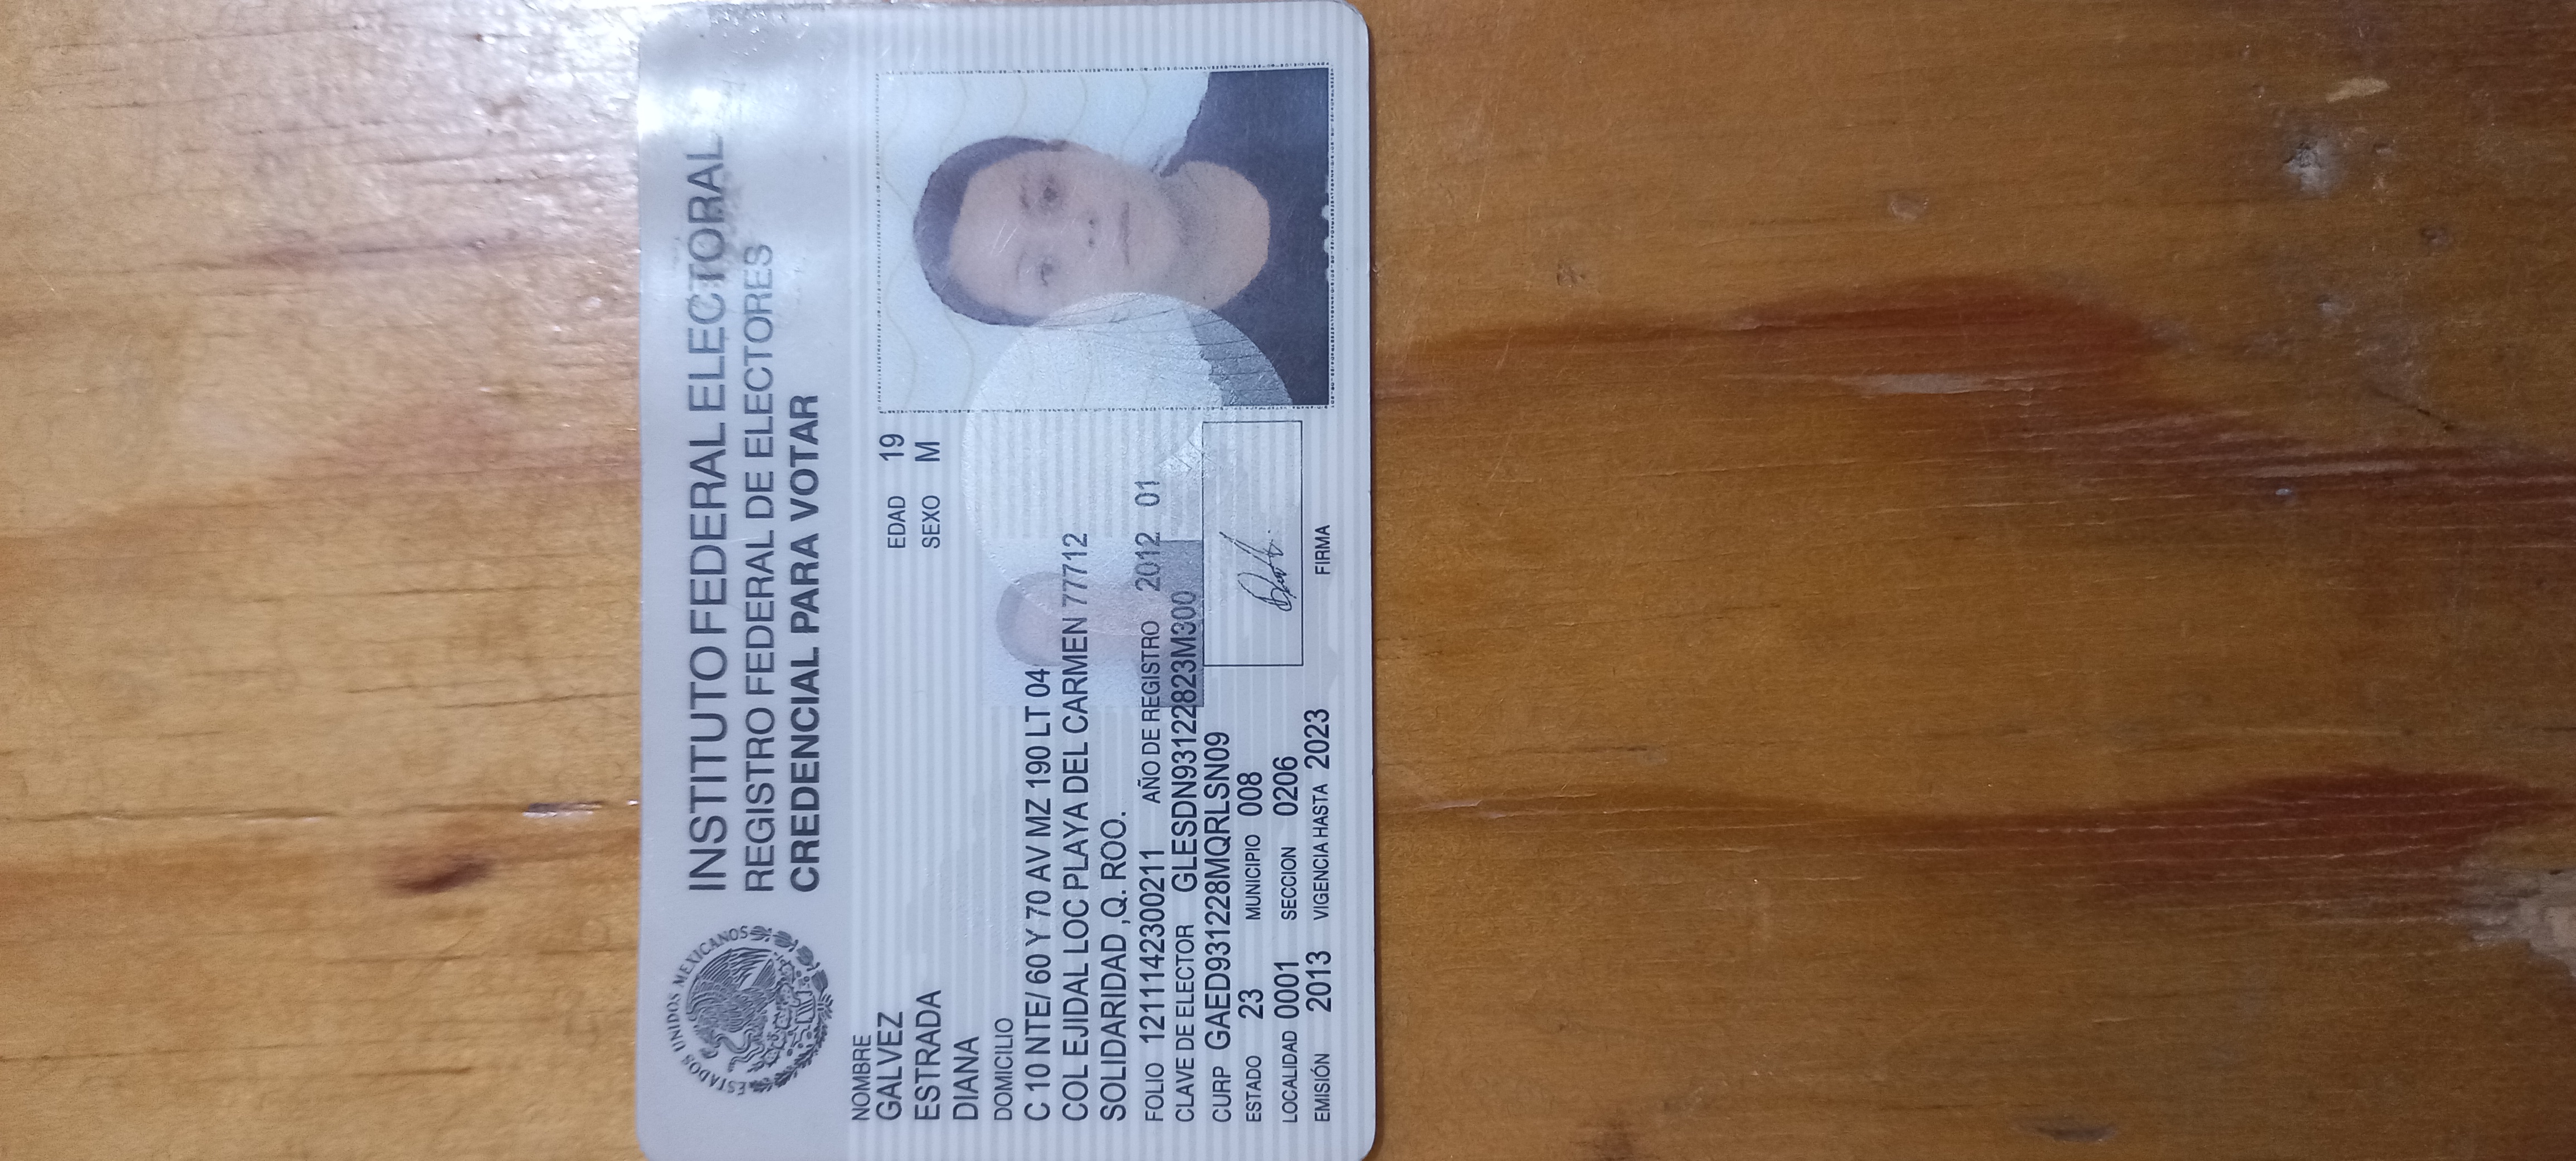 ESTADOS UNIDOS MEXICANOS
INSTITUTO FEDERAL ELECTORAL
REGISTRO FEDERAL DE ELECTORES
CREDENCIAL PARA VOTAR
NOMBRE
GALVEZ
ESTRADA
DIANA
EDAD 19
SEXO M
DOMICILIO
C 10 NTE/ 60 Y 70 AV MZ 190 LT 04
COL EJIDAL LOC PLAYA DEL CARMEN 77712
SOLIDARIDAD ,Q. ROO.
FOLIO 12111142300211 AÑO DE REGISTRO 2012 01
CLAVE DE ELECTOR GLESDN93122823M300
CURP GAED931228MQRLSN09
ESTADO 23 MUNICIPIO 008
LOCALIDAD 0001 SECCION 0206
EMISIÓN 2013 VIGENCIA HASTA 2023
FIRMA